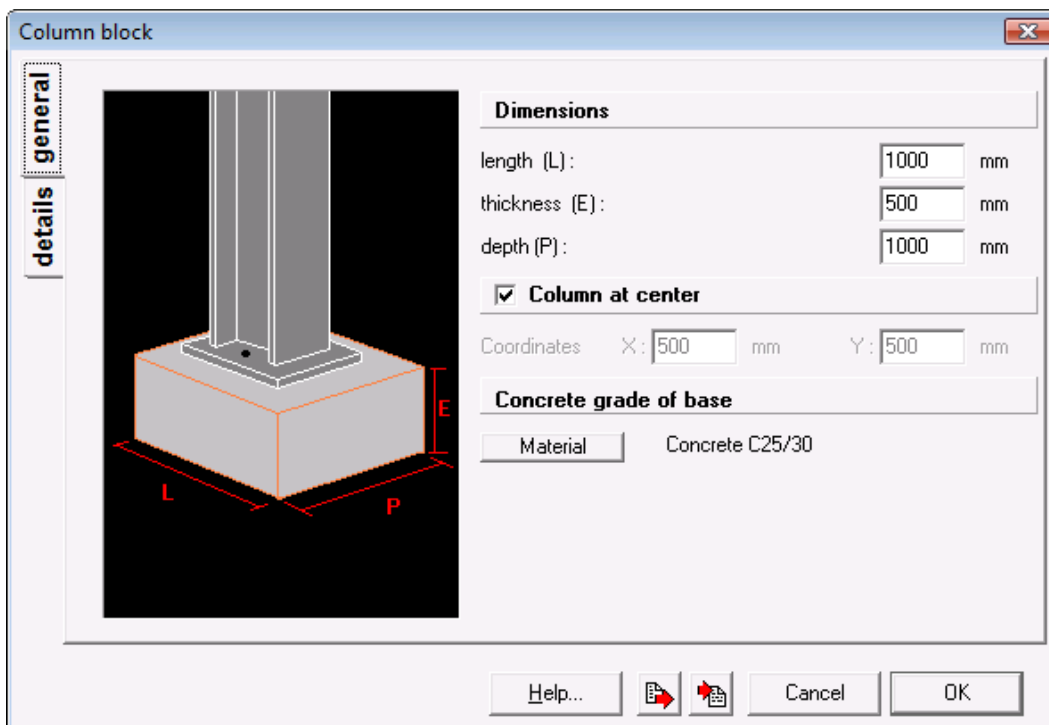 Column block
general
details
Dimensions
length (L) : 1000 mm
thickness (E) : 500 mm
depth (P) : 1000 mm
Column at center
Coordinates X : 500 mm Y : 500 mm
Concrete grade of base
Material Concrete C25/30
E
L
P
Help... Cancel OK